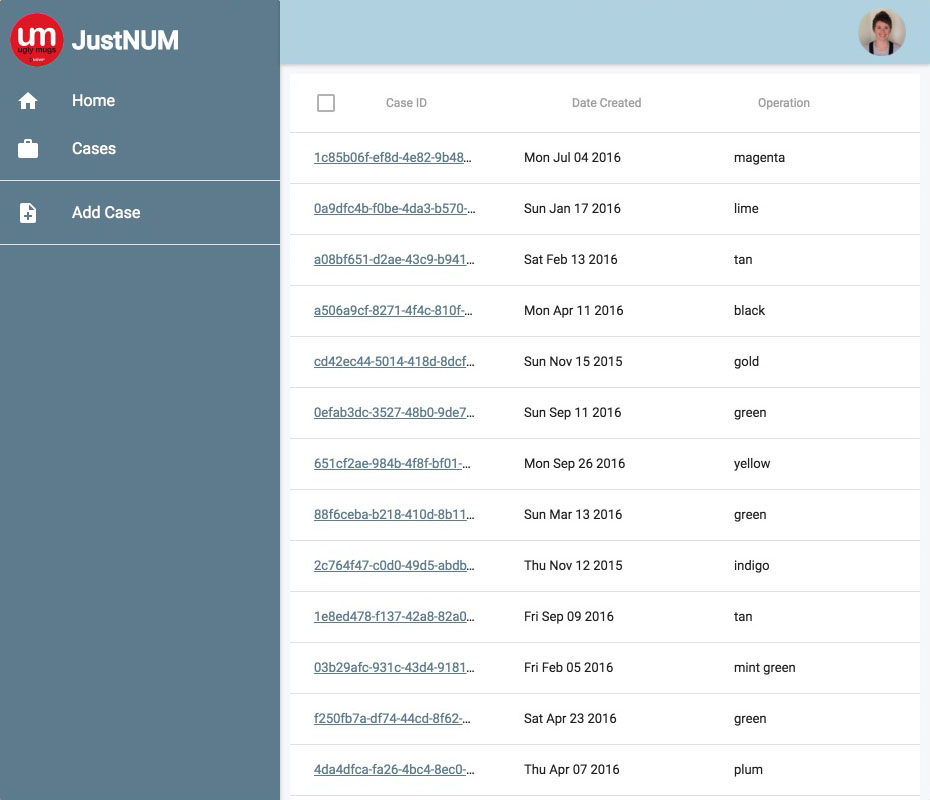 um
ugly mugs
JustNUM
Home
Cases
Add Case
Case ID Date Created Operation
1c85b06f-ef8d-4e82-9b48... Mon Jul 04 2016 magenta
0a9dfc4b-f0be-4da3-b570-... Sun Jan 17 2016 lime
a08bf651-d2ae-43c9-b941... Sat Feb 13 2016 tan
a506a9cf-8271-4f4c-810f-... Mon Apr 11 2016 black
cd42ec44-5014-418d-8dcf... Sun Nov 15 2015 gold
0efab3dc-3527-48b0-9de7... Sun Sep 11 2016 green
651cf2ae-984b-4f8f-bf01-... Mon Sep 26 2016 yellow
88f6ceba-b218-410d-8b11... Sun Mar 13 2016 green
2c764f47-c0d0-49d5-abdb... Thu Nov 12 2015 indigo
1e8ed478-f137-42a8-82a0... Fri Sep 09 2016 tan
03b29afc-931c-43d4-9181... Fri Feb 05 2016 mint green
f250fb7a-df74-44cd-8f62-... Sat Apr 23 2016 green
4da4dfca-fa26-4bc4-8ec0-... Thu Apr 07 2016 plum